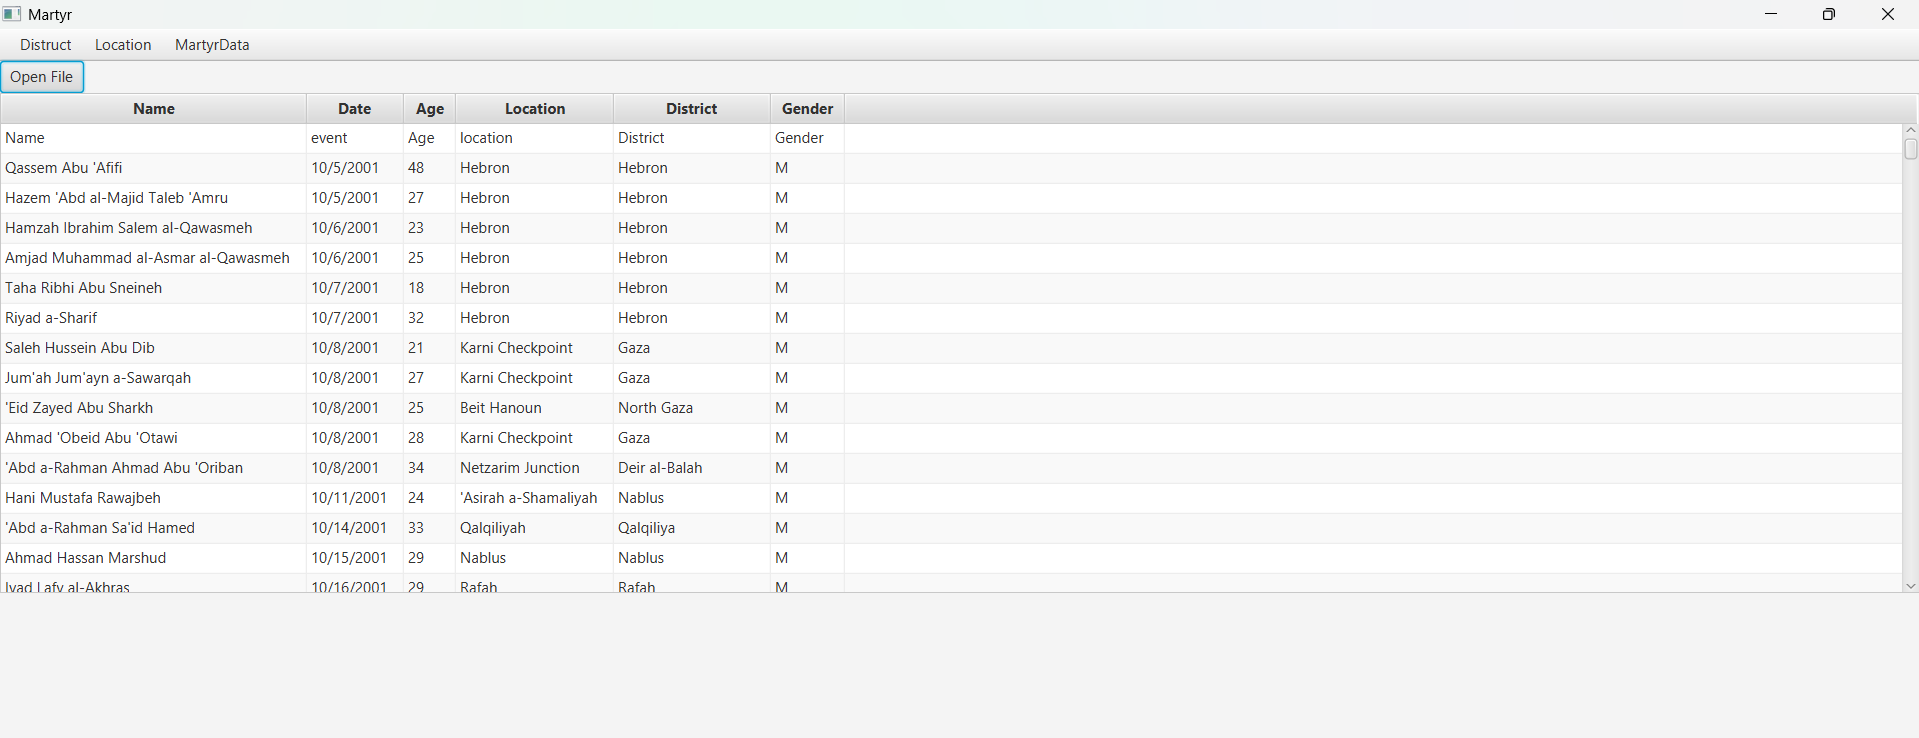 Martyr
Distruct Location MartyrData
Open File
Name Date Age Location District Gender
Name event Age location District Gender
Qassem Abu 'Afifi 10/5/2001 48 Hebron Hebron M
Hazem 'Abd al-Majid Taleb 'Amru 10/5/2001 27 Hebron Hebron M
Hamzah Ibrahim Salem al-Qawasmeh 10/6/2001 23 Hebron Hebron M
Amjad Muhammad al-Asmar al-Qawasmeh 10/6/2001 25 Hebron Hebron M
Taha Ribhi Abu Sneineh 10/7/2001 18 Hebron Hebron M
Riyad a-Sharif 10/7/2001 32 Hebron Hebron M
Saleh Hussein Abu Dib 10/8/2001 21 Karni Checkpoint Gaza M
Jum'ah Jum'ayn a-Sawarqah 10/8/2001 27 Karni Checkpoint Gaza M
'Eid Zayed Abu Sharkh 10/8/2001 25 Beit Hanoun North Gaza M
Ahmad 'Obeid Abu 'Otawi 10/8/2001 28 Karni Checkpoint Gaza M
'Abd a-Rahman Ahmad Abu 'Oriban 10/8/2001 34 Netzarim Junction Deir al-Balah M
Hani Mustafa Rawajbeh 10/11/2001 24 'Asirah a-Shamaliyah Nablus M
'Abd a-Rahman Sa'id Hamed 10/14/2001 33 Qalqiliyah Qalqiliya M
Ahmad Hassan Marshud 10/15/2001 29 Nablus Nablus M
Iyad Lafy al-Akhras 10/16/2001 29 Rafah Rafah M